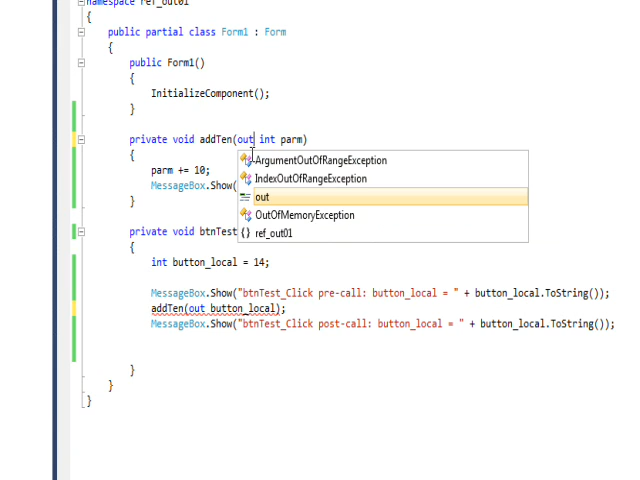 namespace ref_out01
{
public partial class Form1 : Form
{
public Form1()
{
InitializeComponent();
}
private void addTen(out int parm)
{
parm += 10;
MessageBox.Show(
}
ArgumentOutOfRangeException
IndexOutOfRangeException
out
OutOfMemoryException
{} ref_out01
private void btnTest
{
int button_local = 14;
MessageBox.Show("btnTest_Click pre-call: button_local = " + button_local.ToString());
addTen(out button_local);
MessageBox.Show("btnTest_Click post-call: button_local = " + button_local.ToString());
}
}
}